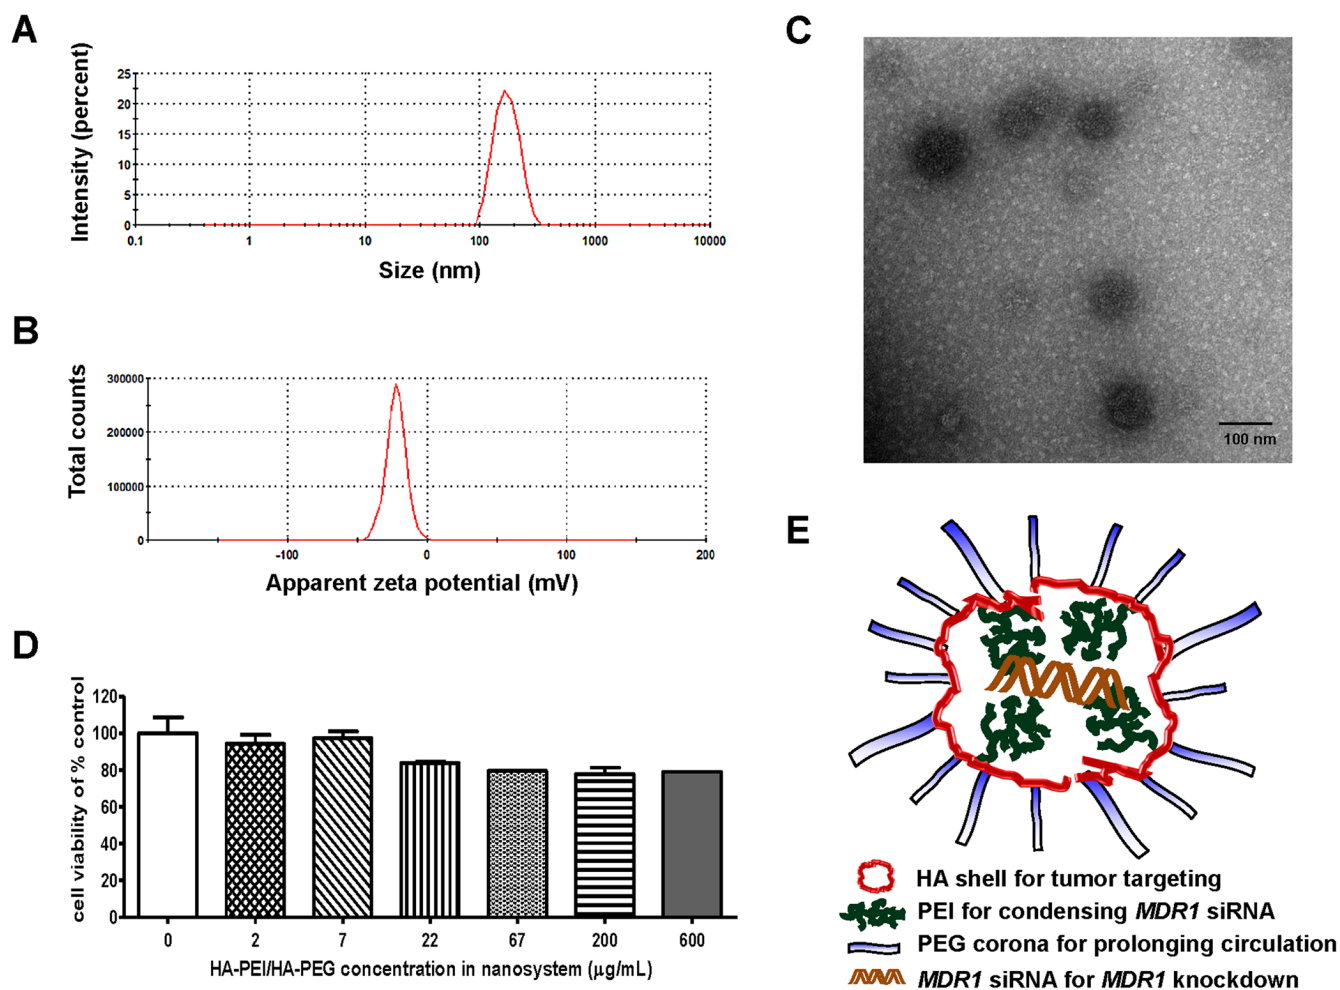 A
Intensity (percent)
25
20
15
10
5
0
0.1 1 10 100 1000 10000
Size (nm)
B
Total counts
300000
200000
100000
0
-100 0 100 200
Apparent zeta potential (mV)
C
100 nm
D
cell viability of % control
120
100
80
60
40
20
0
0 2 7 22 67 200 600
HA-PEI/HA-PEG concentration in nanosystem (μg/mL)
E
HA shell for tumor targeting
PEI for condensing MDR1 siRNA
PEG corona for prolonging circulation
MDR1 siRNA for MDR1 knockdown